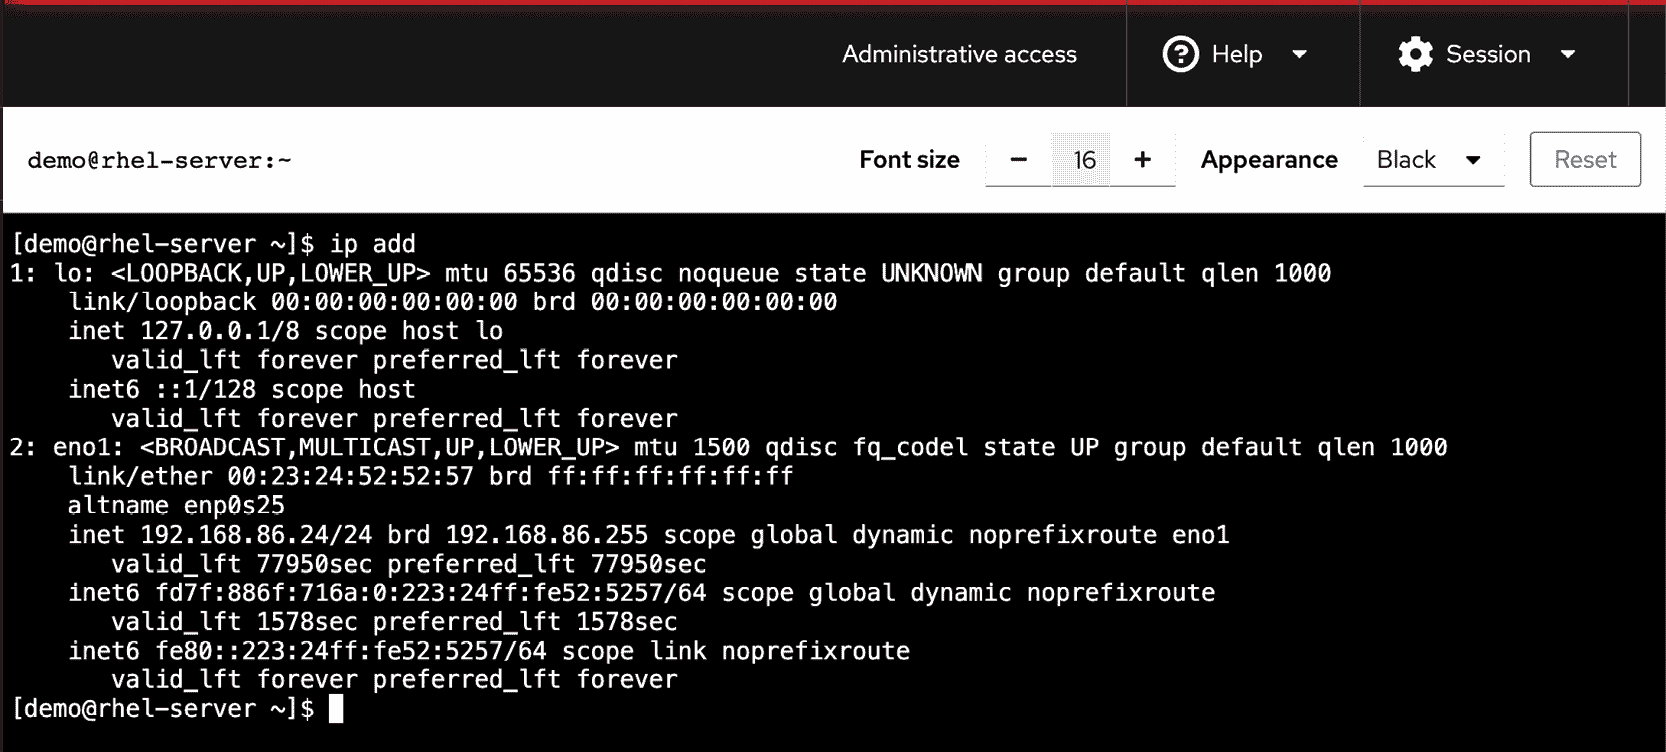 Administrative access Help Session
demo@rhel-server:~ Font size − 16 + Appearance Black Reset
[demo@rhel-server ~]$ ip add
1: lo: <LOOPBACK,UP,LOWER_UP> mtu 65536 qdisc noqueue state UNKNOWN group default qlen 1000
    link/loopback 00:00:00:00:00:00 brd 00:00:00:00:00:00
    inet 127.0.0.1/8 scope host lo
       valid_lft forever preferred_lft forever
    inet6 ::1/128 scope host
       valid_lft forever preferred_lft forever
2: eno1: <BROADCAST,MULTICAST,UP,LOWER_UP> mtu 1500 qdisc fq_codel state UP group default qlen 1000
    link/ether 00:23:24:52:52:57 brd ff:ff:ff:ff:ff:ff
    altname enp0s25
    inet 192.168.86.24/24 brd 192.168.86.255 scope global dynamic noprefixroute eno1
       valid_lft 77950sec preferred_lft 77950sec
    inet6 fd7f:886f:716a:0:223:24ff:fe52:5257/64 scope global dynamic noprefixroute
       valid_lft 1578sec preferred_lft 1578sec
    inet6 fe80::223:24ff:fe52:5257/64 scope link noprefixroute
       valid_lft forever preferred_lft forever
[demo@rhel-server ~]$